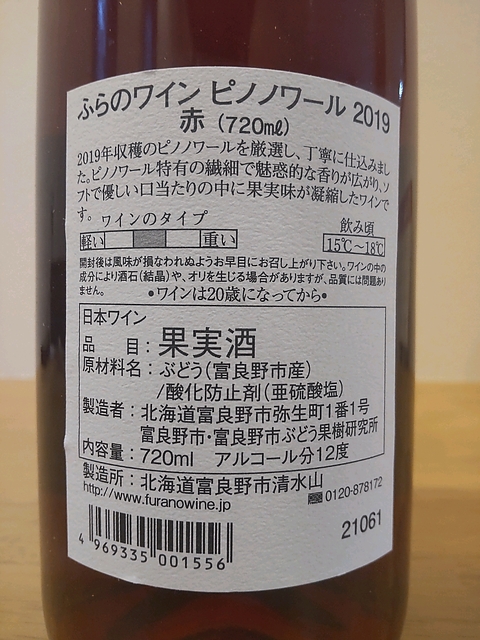 ふらのワイン ピノノワール 2019
赤 (720㎖)
2019年収穫のピノノワールを厳選し、丁寧に仕込みまし
た。ピノノワール特有の繊細で魅惑的な香りが広がり、ソ
フトで優しい口当たりの中に果実味が凝縮したワインで
す。
ワインのタイプ
軽い 重い
飲み頃
15℃～18℃
開封後は風味が損なわれぬようお早目にお召し上がり下さい。ワインの中の
成分により酒石(結晶)や、オリを生じる場合がありますが、品質には問題あり
ません。
•ワインは20歳になってから•
日本ワイン
品 目：果実酒
原材料名：ぶどう(富良野市産)
/酸化防止剤(亜硫酸塩)
製造者：北海道富良野市弥生町1番1号
富良野市・富良野市ぶどう果樹研究所
内容量：720ml アルコール分12度
製造所：北海道富良野市清水山
http://www.furanowine.jp
0120-878172
21061
4 969335 001556